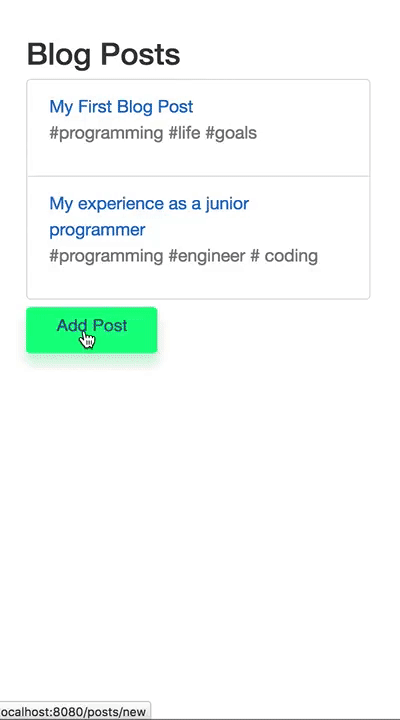 Blog Posts
My First Blog Post
#programming #life #goals
My experience as a junior
programmer
#programming #engineer # coding
Add Post
ocalhost:8080/posts/new